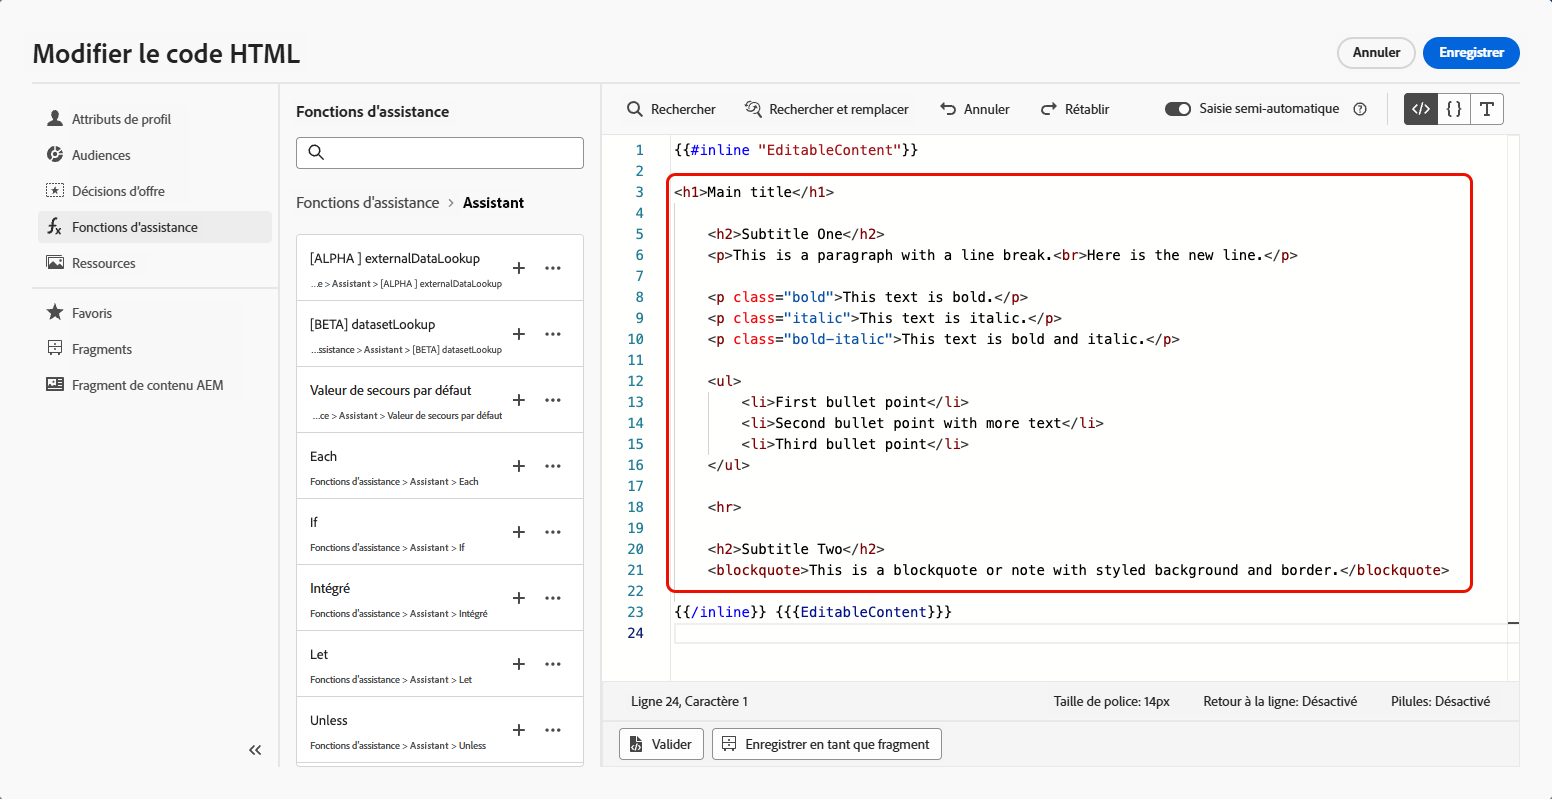 Modifier le code HTML
Annuler
Enregistrer
Attributs de profil
Audiences
Décisions d'offre
Fonctions d'assistance
Ressources
Favoris
Fragments
Fragment de contenu AEM
Fonctions d'assistance
Fonctions d'assistance > Assistant
[ALPHA ] externalDataLookup
...e > Assistant > [ALPHA ] externalDataLookup
[BETA] datasetLookup
...ssistance > Assistant > [BETA] datasetLookup
Valeur de secours par défaut
...ce > Assistant > Valeur de secours par défaut
Each
Fonctions d'assistance > Assistant > Each
If
Fonctions d'assistance > Assistant > If
Intégré
Fonctions d'assistance > Assistant > Intégré
Let
Fonctions d'assistance > Assistant > Let
Unless
Fonctions d'assistance > Assistant > Unless
Rechercher
Rechercher et remplacer
Annuler
Rétablir
Saisie semi-automatique
1 {{#inline "EditableContent"}}
2
3 <h1>Main title</h1>
4
5 <h2>Subtitle One</h2>
6 <p>This is a paragraph with a line break.<br>Here is the new line.</p>
7
8 <p class="bold">This text is bold.</p>
9 <p class="italic">This text is italic.</p>
10 <p class="bold-italic">This text is bold and italic.</p>
11
12 <ul>
13 <li>First bullet point</li>
14 <li>Second bullet point with more text</li>
15 <li>Third bullet point</li>
16 </ul>
17
18 <hr>
19
20 <h2>Subtitle Two</h2>
21 <blockquote>This is a blockquote or note with styled background and border.</blockquote>
22
23 {{/inline}} {{{EditableContent}}}
24
Ligne 24, Caractère 1
Taille de police: 14px
Retour à la ligne: Désactivé
Pilules: Désactivé
Valider
Enregistrer en tant que fragment